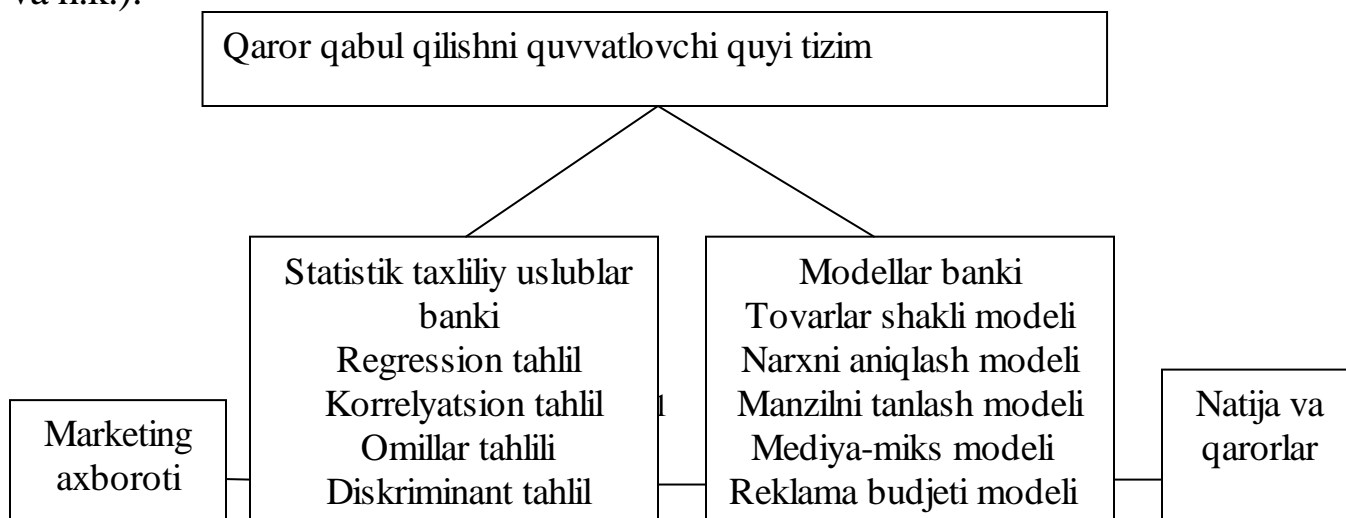 va h.k.).
Qaror qabul qilishni quvvatlovchi quyi tizim
Statistik taxliliy uslublar
banki
Regression tahlil
Korrelyatsion tahlil
Omillar tahlili
Diskriminant tahlil
1
Modellar banki
Tovarlar shakli modeli
Narxni aniqlash modeli
Manzilni tanlash modeli
Mediya-miks modeli
Reklama budjeti modeli
Marketing
axboroti
Natija va
qarorlar